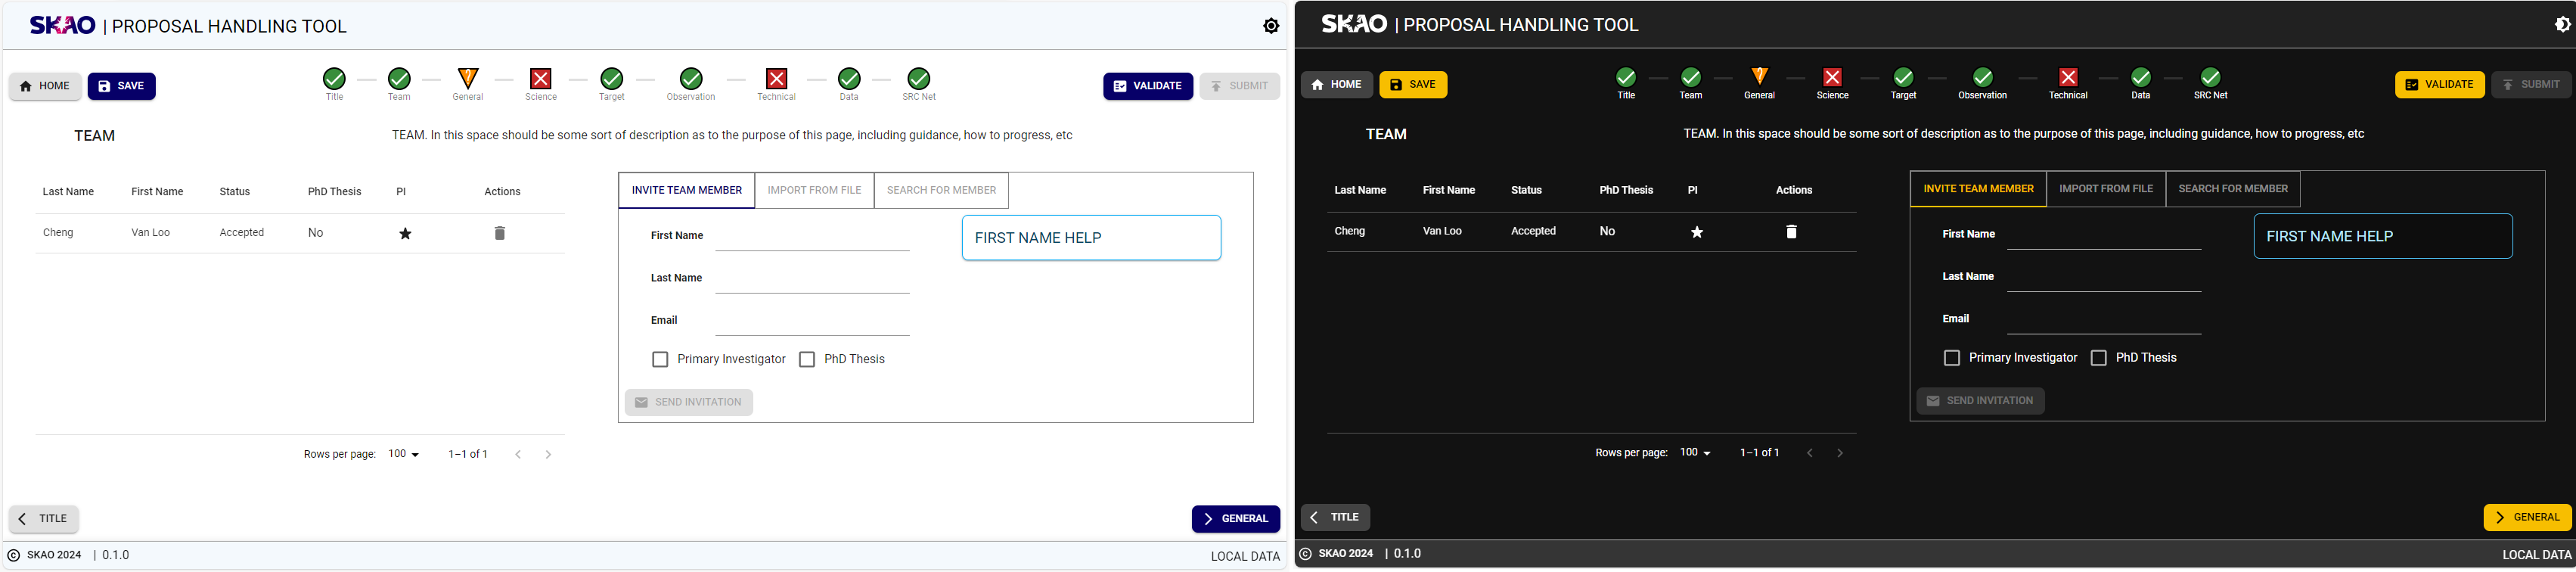 SKAO | PROPOSAL HANDLING TOOL
HOME SAVE
Title Team General Science Target Observation Technical Data SRC Net
VALIDATE SUBMIT
TEAM
TEAM. In this space should be some sort of description as to the purpose of this page, including guidance, how to progress, etc
Last Name First Name Status PhD Thesis PI Actions
Cheng Van Loo Accepted No
Rows per page: 100 1–1 of 1
INVITE TEAM MEMBER IMPORT FROM FILE SEARCH FOR MEMBER
First Name
Last Name
Email
Primary Investigator PhD Thesis
SEND INVITATION
FIRST NAME HELP
TITLE
GENERAL
© SKAO 2024 | 0.1.0
LOCAL DATA
SKAO | PROPOSAL HANDLING TOOL
HOME SAVE
Title Team General Science Target Observation Technical Data SRC Net
VALIDATE SUBMIT
TEAM
TEAM. In this space should be some sort of description as to the purpose of this page, including guidance, how to progress, etc
Last Name First Name Status PhD Thesis PI Actions
Cheng Van Loo Accepted No
Rows per page: 100 1–1 of 1
INVITE TEAM MEMBER IMPORT FROM FILE SEARCH FOR MEMBER
First Name
Last Name
Email
Primary Investigator PhD Thesis
SEND INVITATION
FIRST NAME HELP
TITLE
GENERAL
© SKAO 2024 | 0.1.0
LOCAL DATA